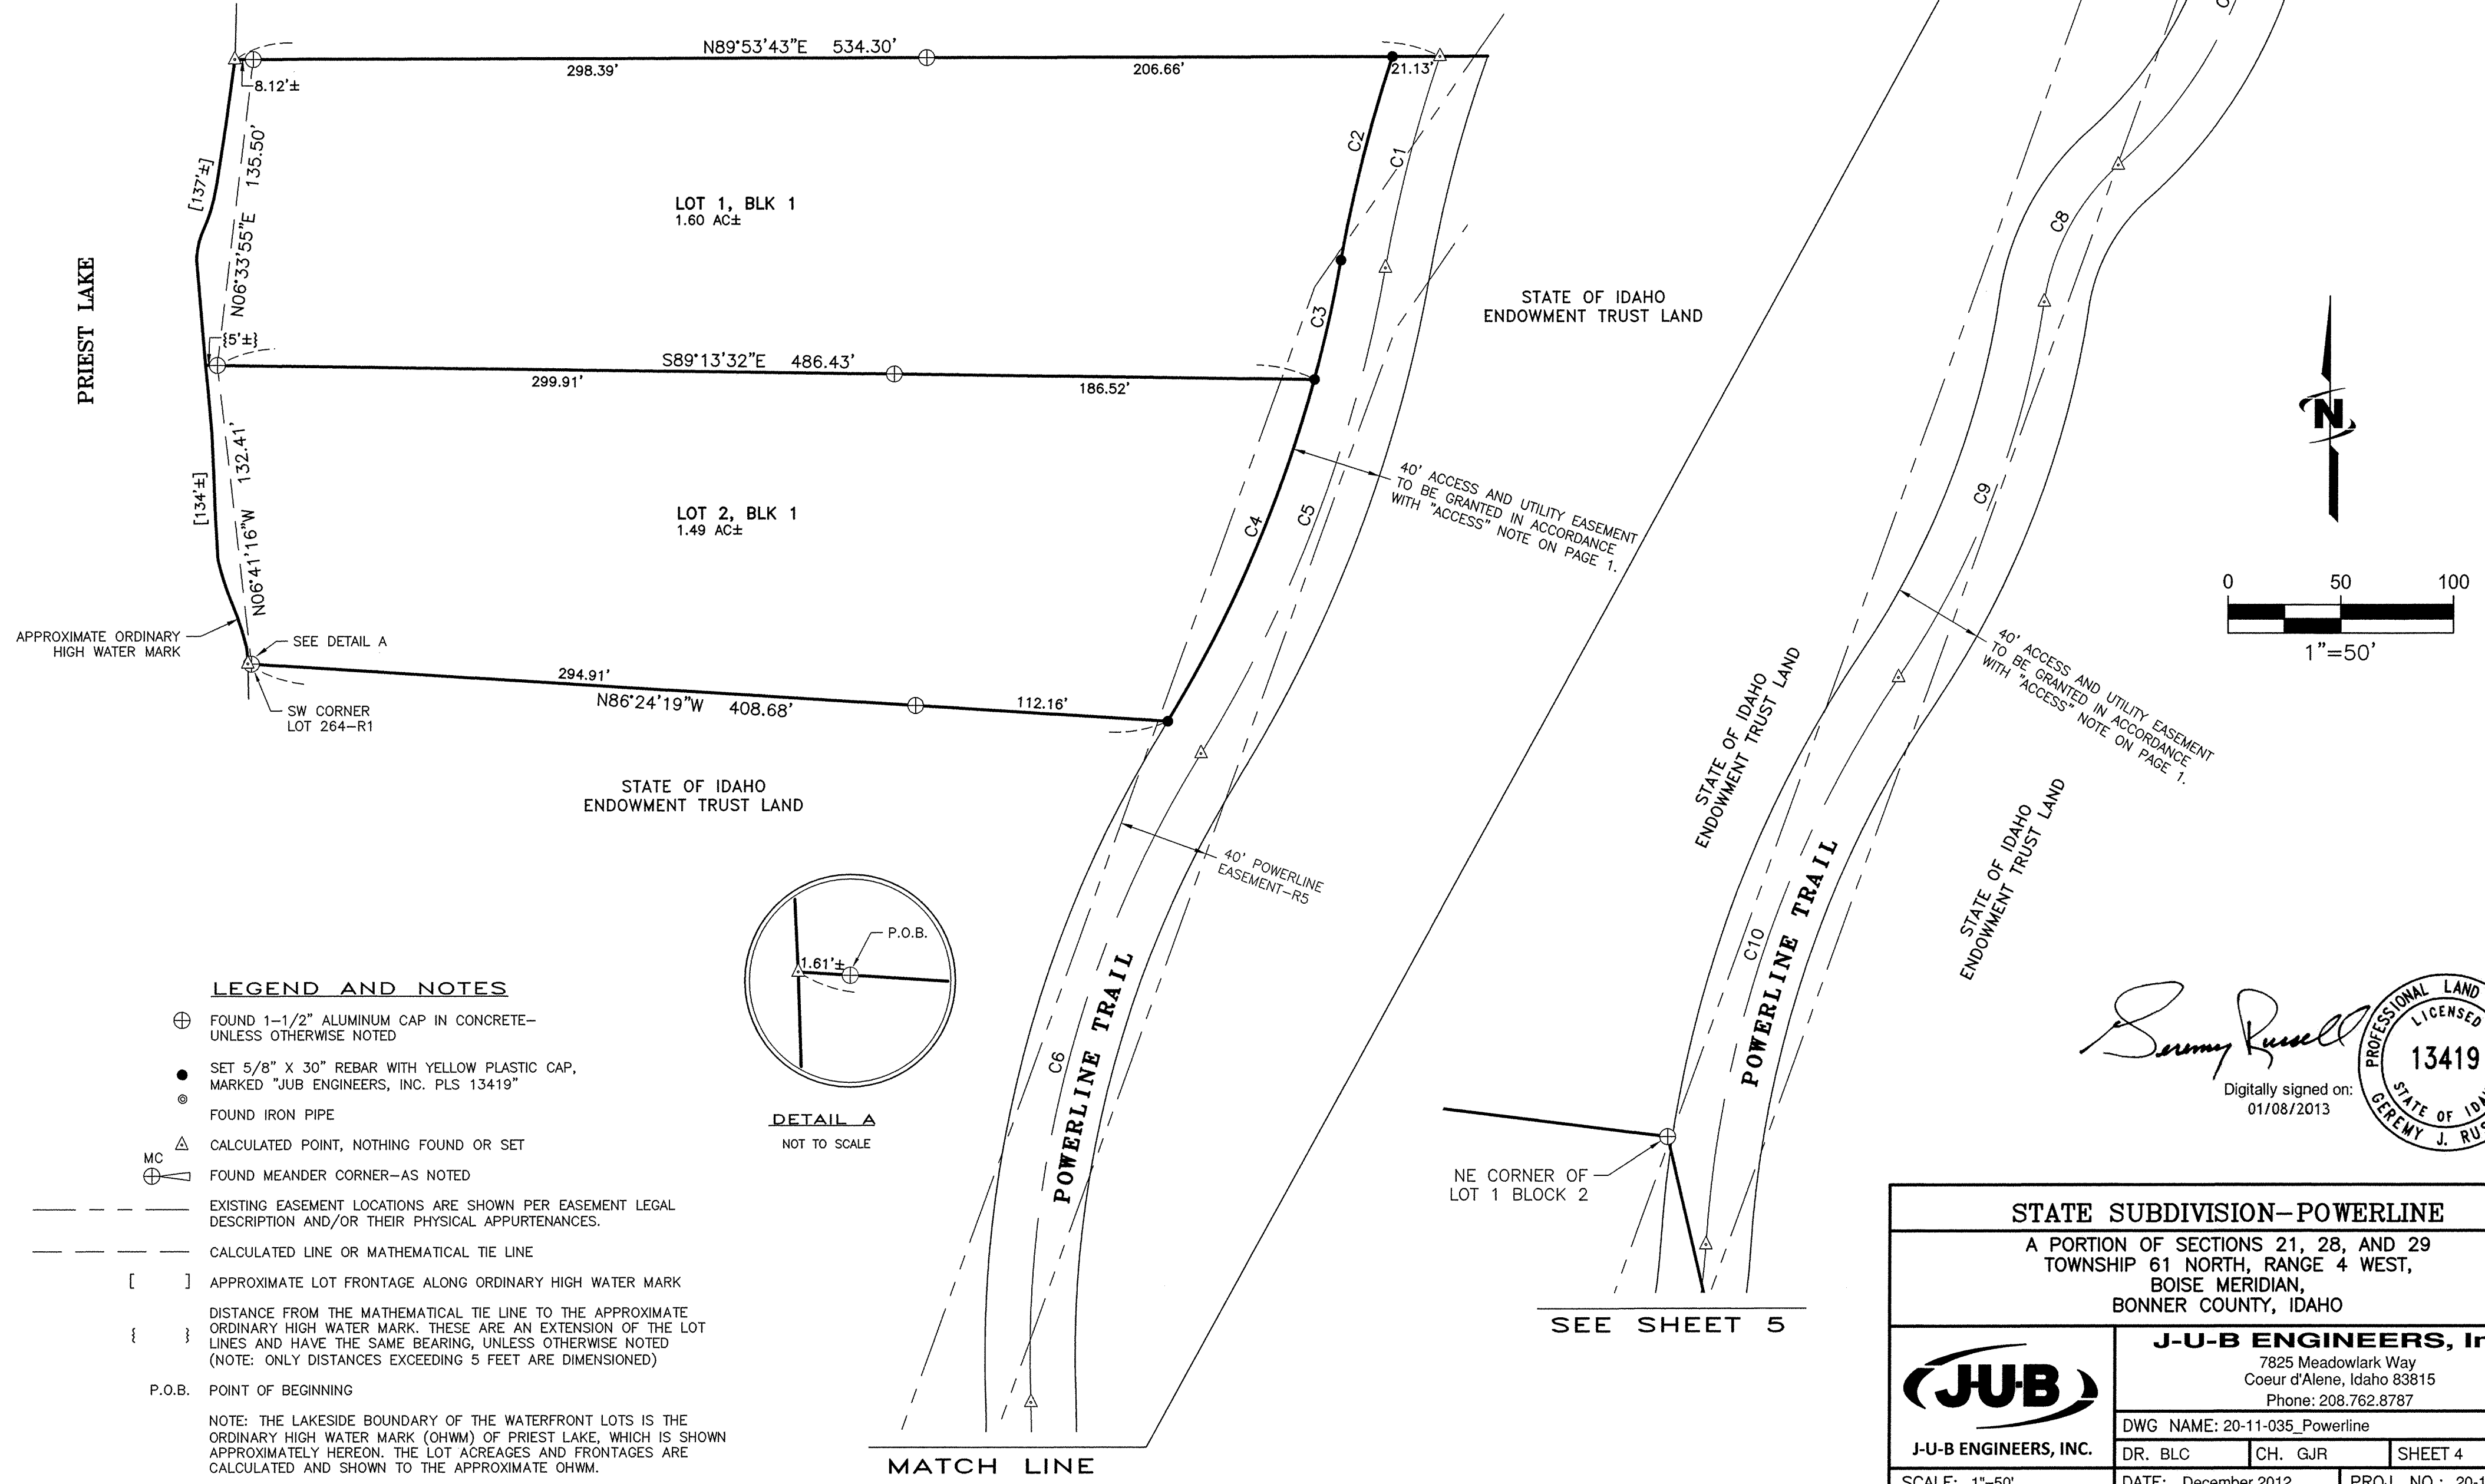 N89°53'43"E 534.30'
298.39'
206.66'
21.13'
8.12'±
[137'±]
N06°33'55"E 135.50'
C2
C1
LOT 1, BLK 1
1.60 AC±
PRIEST LAKE
C3
{5'±}
S89°13'32"E 486.43'
299.91'
186.52'
STATE OF IDAHO
ENDOWMENT TRUST LAND
[134'±]
N06°41'16"W 132.41'
LOT 2, BLK 1
1.49 AC±
C4
C5
40' ACCESS AND UTILITY EASEMENT
TO BE GRANTED IN ACCORDANCE
WITH "ACCESS" NOTE ON PAGE 1.
APPROXIMATE ORDINARY
HIGH WATER MARK
SEE DETAIL A
SW CORNER
LOT 264-R1
294.91'
N86°24'19"W 408.68'
112.16'
STATE OF IDAHO
ENDOWMENT TRUST LAND
40' POWERLINE
EASEMENT-R5
C6
POWERLINE TRAIL
P.O.B.
1.61'±
DETAIL A
NOT TO SCALE
MATCH LINE
C8
C9
40' ACCESS AND UTILITY EASEMENT
TO BE GRANTED IN ACCORDANCE
WITH "ACCESS" NOTE ON PAGE 1.
STATE OF IDAHO
ENDOWMENT TRUST LAND
STATE OF IDAHO
ENDOWMENT TRUST LAND
C10
POWERLINE TRAIL
NE CORNER OF
LOT 1 BLOCK 2
SEE SHEET 5
N
0 50 100
1"=50'
LEGEND AND NOTES
FOUND 1-1/2" ALUMINUM CAP IN CONCRETE-
UNLESS OTHERWISE NOTED
SET 5/8" X 30" REBAR WITH YELLOW PLASTIC CAP,
MARKED "JUB ENGINEERS, INC. PLS 13419"
FOUND IRON PIPE
CALCULATED POINT, NOTHING FOUND OR SET
MC
FOUND MEANDER CORNER-AS NOTED
EXISTING EASEMENT LOCATIONS ARE SHOWN PER EASEMENT LEGAL
DESCRIPTION AND/OR THEIR PHYSICAL APPURTENANCES.
CALCULATED LINE OR MATHEMATICAL TIE LINE
[ ] APPROXIMATE LOT FRONTAGE ALONG ORDINARY HIGH WATER MARK
DISTANCE FROM THE MATHEMATICAL TIE LINE TO THE APPROXIMATE
{ } ORDINARY HIGH WATER MARK. THESE ARE AN EXTENSION OF THE LOT
LINES AND HAVE THE SAME BEARING, UNLESS OTHERWISE NOTED
(NOTE: ONLY DISTANCES EXCEEDING 5 FEET ARE DIMENSIONED)
P.O.B. POINT OF BEGINNING
NOTE: THE LAKESIDE BOUNDARY OF THE WATERFRONT LOTS IS THE
ORDINARY HIGH WATER MARK (OHWM) OF PRIEST LAKE, WHICH IS SHOWN
APPROXIMATELY HEREON. THE LOT ACREAGES AND FRONTAGES ARE
CALCULATED AND SHOWN TO THE APPROXIMATE OHWM.
Geremy Russell
Digitally signed on:
01/08/2013
PROFESSIONAL LAND
LICENSED
13419
STATE OF
GEREMY J.
STATE SUBDIVISION-POWERLINE
A PORTION OF SECTIONS 21, 28, AND 29
TOWNSHIP 61 NORTH, RANGE 4 WEST,
BOISE MERIDIAN,
BONNER COUNTY, IDAHO
J-U-B
J-U-B ENGINEERS, INC.
J-U-B ENGINEERS,
7825 Meadowlark Way
Coeur d'Alene, Idaho 83815
Phone: 208.762.8787
DWG NAME: 20-11-035_Powerline
DR. BLC CH. GJR SHEET 4
SCALE: 1"=50' DATE: December 2012 PROJ. NO.: